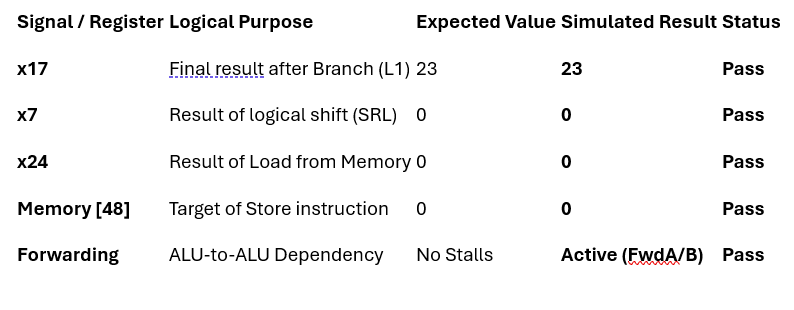 Signal / Register Logical Purpose Expected Value Simulated Result Status
x17 Final result after Branch (L1) 23 23 Pass
x7 Result of logical shift (SRL) 0 0 Pass
x24 Result of Load from Memory 0 0 Pass
Memory [48] Target of Store instruction 0 0 Pass
Forwarding ALU-to-ALU Dependency No Stalls Active (FwdA/B) Pass